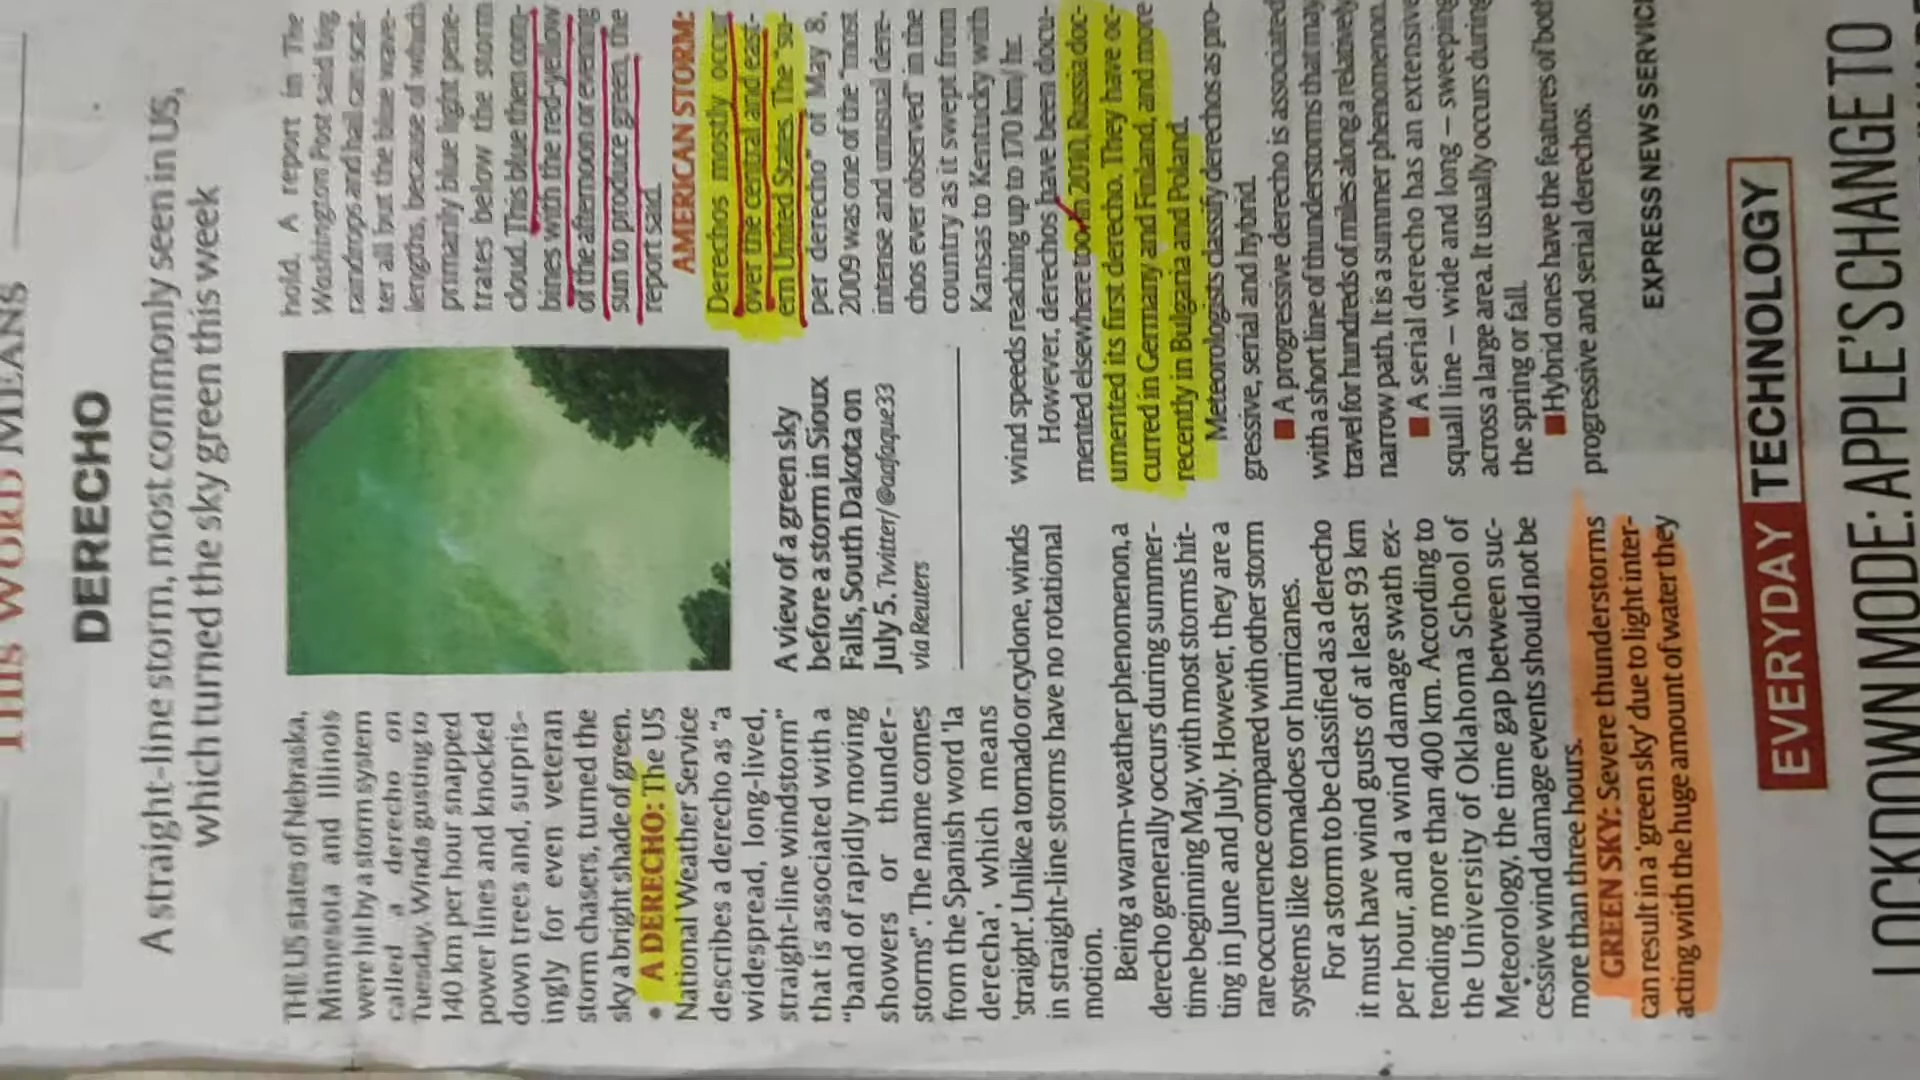 THIS WORD MEANS
DERECHO
A straight-line storm, most commonly seen in US,
which turned the sky green this week
THE US states of Nebraska,
Minnesota and Illinois
were hit by a storm system
called a derecho on
Tuesday. Winds gusting to
140 km per hour snapped
power lines and knocked
down trees and, surpris-
ingly for even veteran
storm chasers, turned the
sky a bright shade of green.
• A DERECHO: The US
National Weather Service
describes a derecho as "a
widespread, long-lived,
straight-line windstorm"
that is associated with a
"band of rapidly moving
showers or thunder-
storms". The name comes
from the Spanish word 'la
derecha', which means
'straight'. Unlike a tornado or cyclone, winds
in straight-line storms have no rotational
motion.
Being a warm-weather phenomenon, a
derecho generally occurs during summer-
time beginning May, with most storms hit-
ting in June and July. However, they are a
rare occurrence compared with other storm
systems like tornadoes or hurricanes.
For a storm to be classified as a derecho
it must have wind gusts of at least 93 km
per hour, and a wind damage swath ex-
tending more than 400 km. According to
the University of Oklahoma School of
Meteorology, the time gap between suc-
cessive wind damage events should not be
more than three hours.
GREEN SKY: Severe thunderstorms
can result in a 'green sky' due to light inter-
acting with the huge amount of water they
A view of a green sky
before a storm in Sioux
Falls, South Dakota on
July 5. Twitter/@aafaque33
via Reuters
hold. A report in The
Washington Post said big
raindrops and hail can scat-
ter all but the blue wave-
lengths, because of which
primarily blue light pene-
trates below the storm
cloud. This blue then com-
bines with the red-yellow
of the afternoon or evening
sun to produce green, the
report said.
AMERICAN STORM:
Derechos mostly occur
over the central and east-
ern United States. The "su-
per derecho" of May 8,
2009 was one of the "most
intense and unusual dere-
chos ever observed" in the
country as it swept from
Kansas to Kentucky with
wind speeds reaching up to 170 km/hr.
However, derechos have been docu-
mented elsewhere too. In 2010, Russia doc-
umented its first derecho. They have oc-
curred in Germany and Finland, and more
recently in Bulgaria and Poland.
Meteorologists classify derechos as pro-
gressive, serial and hybrid.
■ A progressive derecho is associated
with a short line of thunderstorms that may
travel for hundreds of miles along a relatively
narrow path. It is a summer phenomenon.
■ A serial derecho has an extensive
squall line — wide and long — sweeping
across a large area. It usually occurs during
the spring or fall.
■ Hybrid ones have the features of both
progressive and serial derechos.
EXPRESS NEWS SERVICE
EVERYDAY TECHNOLOGY
LOCKDOWN MODE: APPLE'S CHANGE TO